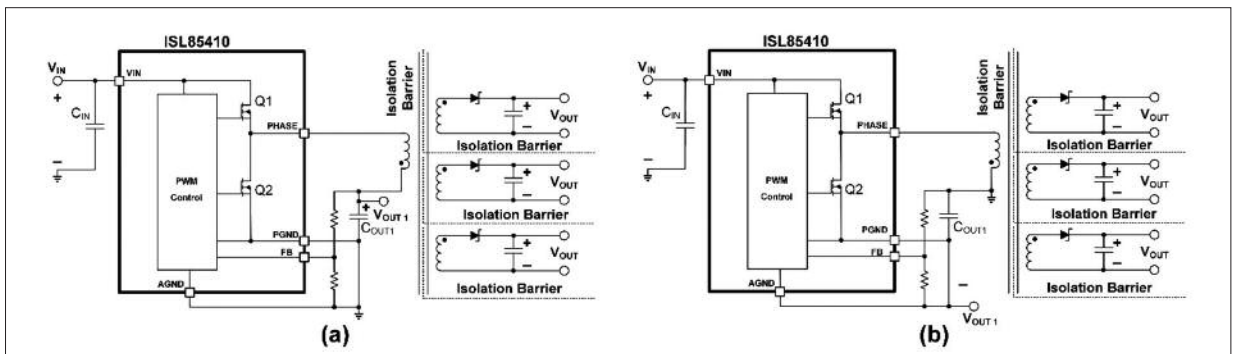 ISL85410
VIN
VIN
+
CIN
–
Q1
PHASE
Q2
PWM
Control
PGND
FB
AGND
+
VOUT 1
COUT1
Isolation
Barrier
+
–
VOUT
Isolation Barrier
+
–
VOUT
Isolation Barrier
+
–
VOUT
Isolation Barrier
(a)
ISL85410
VIN
VIN
+
CIN
–
Q1
PHASE
Q2
PWM
Control
PGND
FB
AGND
COUT1
–
VOUT 1
Isolation
Barrier
+
–
VOUT
Isolation Barrier
+
–
VOUT
Isolation Barrier
+
–
VOUT
Isolation Barrier
(b)